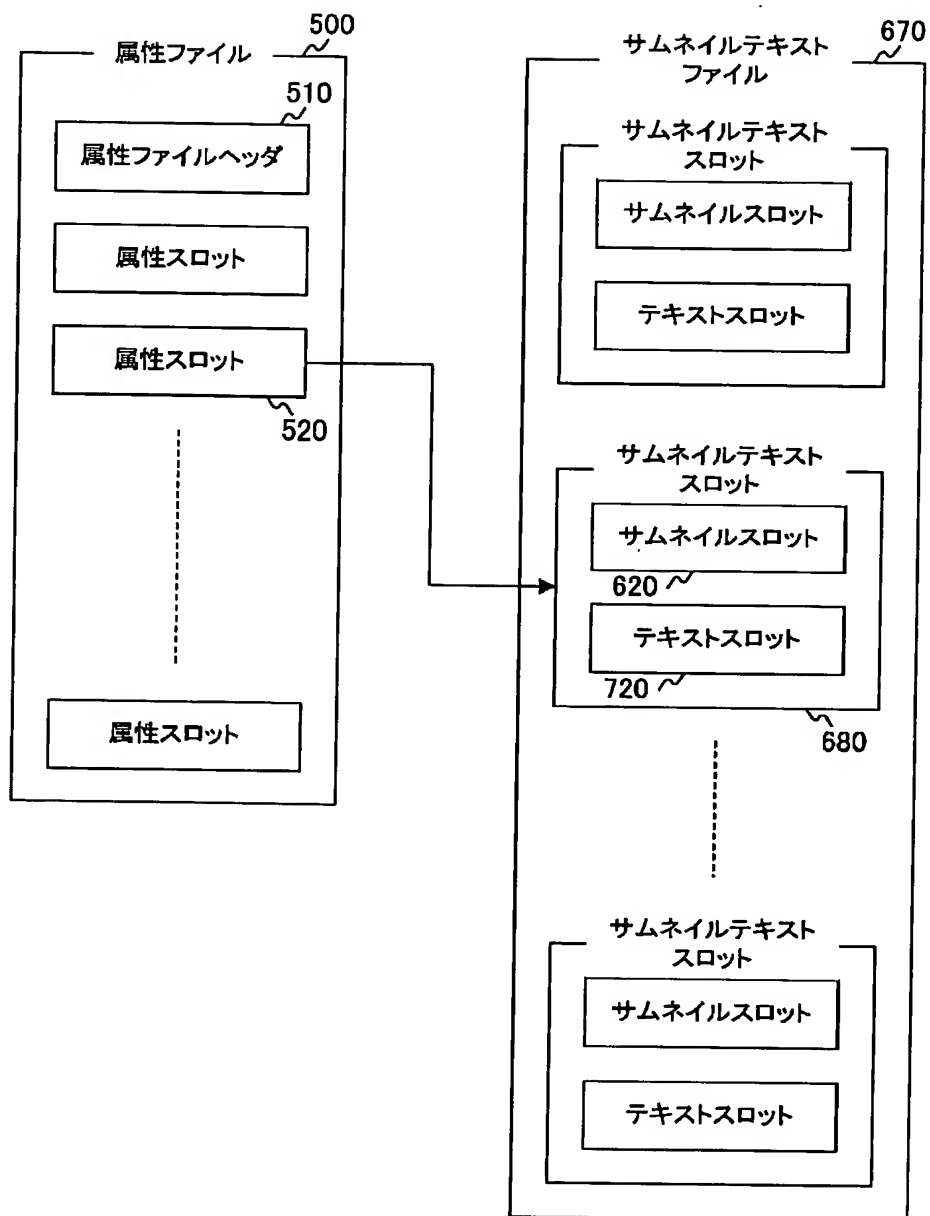 属性ファイル
500
510
属性ファイルヘッダ
属性スロット
属性スロット
520
属性スロット
サムネイルテキスト
ファイル
670
サムネイルテキスト
スロット
サムネイルスロット
テキストスロット
サムネイルテキスト
スロット
サムネイルスロット
620
テキストスロット
720
680
サムネイルテキスト
スロット
サムネイルスロット
テキストスロット